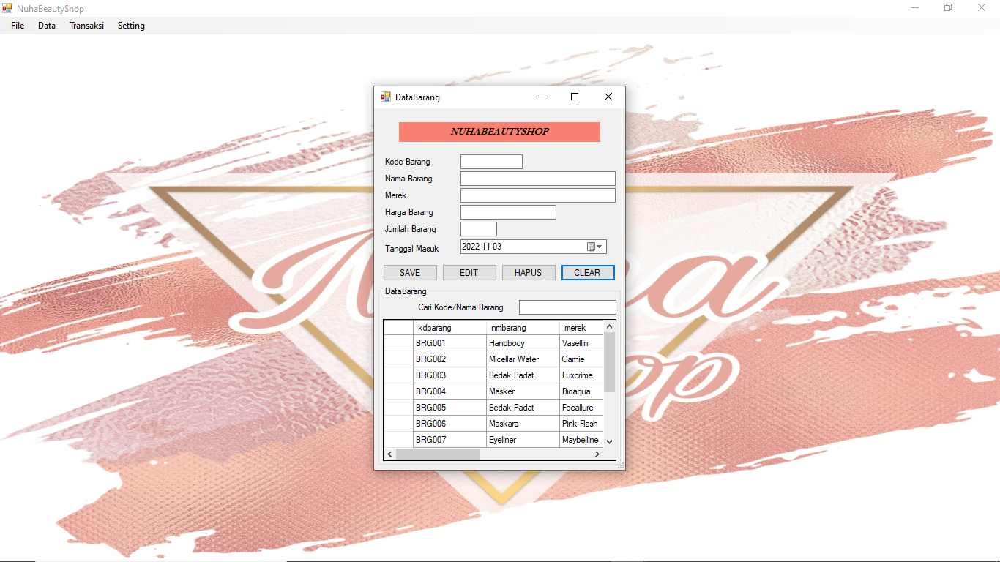 NuhaBeautyShop
File Data Transaksi Setting
DataBarang
NUHABEAUTYSHOP
Kode Barang
Nama Barang
Merek
Harga Barang
Jumlah Barang
Tanggal Masuk 2022-11-03
SAVE EDIT HAPUS CLEAR
DataBarang
Cari Kode/Nama Barang
kdbarang nmbarang merek
BRG001 Handbody Vasellin
BRG002 Micellar Water Garnie
BRG003 Bedak Padat Luxcrime
BRG004 Masker Bioaqua
BRG005 Bedak Padat Focallure
BRG006 Maskara Pink Flash
BRG007 Eyeliner Maybelline